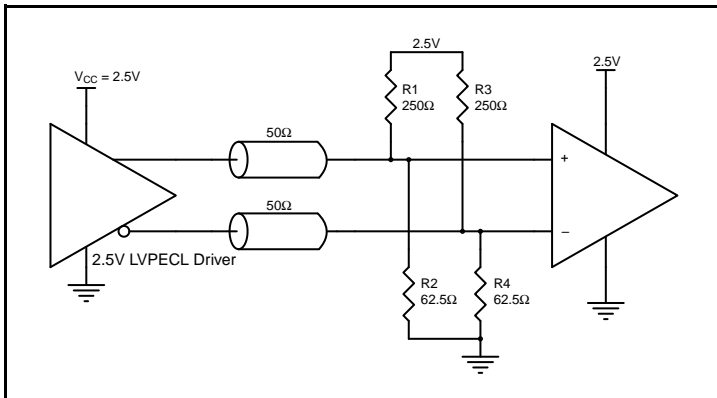 2.5V
V_CC = 2.5V
2.5V
R1
250Ω
R3
250Ω
50Ω
+
50Ω
−
2.5V LVPECL Driver
R2
62.5Ω
R4
62.5Ω